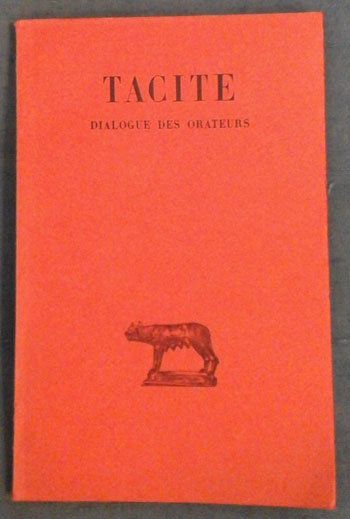 TACITE
DIALOGUE DES ORATEURS